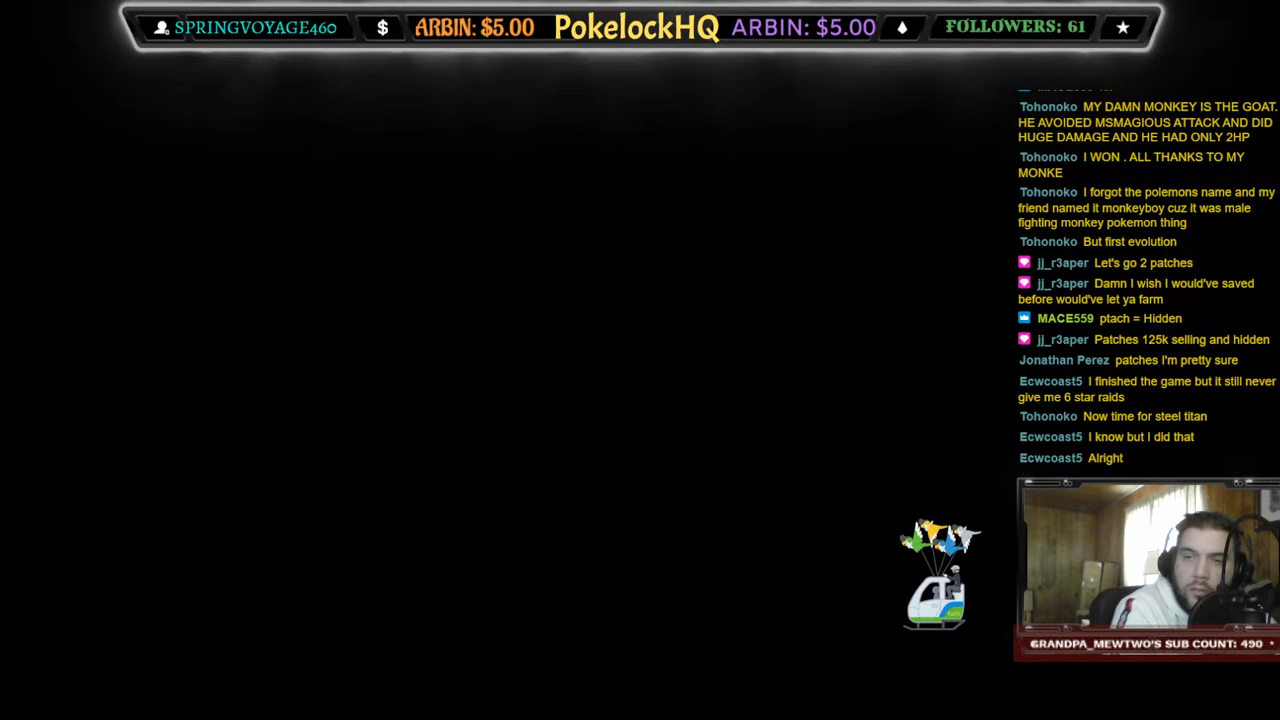 SPRINGVOYAGE460 $ ARBIN: $5.00 PokelockHQ ARBIN: $5.00 FOLLOWERS: 61
Tohonoko MY DAMN MONKEY IS THE GOAT.
HE AVOIDED MSMAGIOUS ATTACK AND DID
HUGE DAMAGE AND HE HAD ONLY 2HP
Tohonoko I WON . ALL THANKS TO MY
MONKE
Tohonoko I forgot the polemons name and my
friend named it monkeyboy cuz it was male
fighting monkey pokemon thing
Tohonoko But first evolution
jj_r3aper Let's go 2 patches
jj_r3aper Damn I wish I would've saved
before would've let ya farm
MACE559 ptach = Hidden
jj_r3aper Patches 125k selling and hidden
Jonathan Perez patches I'm pretty sure
Ecwcoast5 I finished the game but it still never
give me 6 star raids
Tohonoko Now time for steel titan
Ecwcoast5 I know but I did that
Ecwcoast5 Alright
GRANDPA_MEWTWO'S SUB COUNT: 490 *